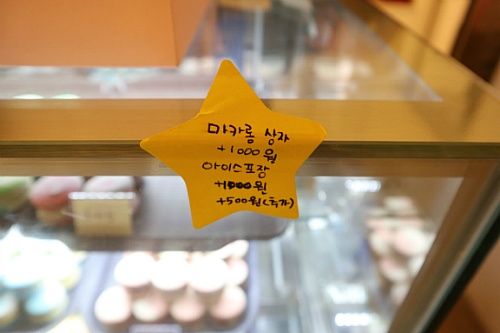 마카롱 상자
+1000원
아이스포장
+1000원
+500원(추가)